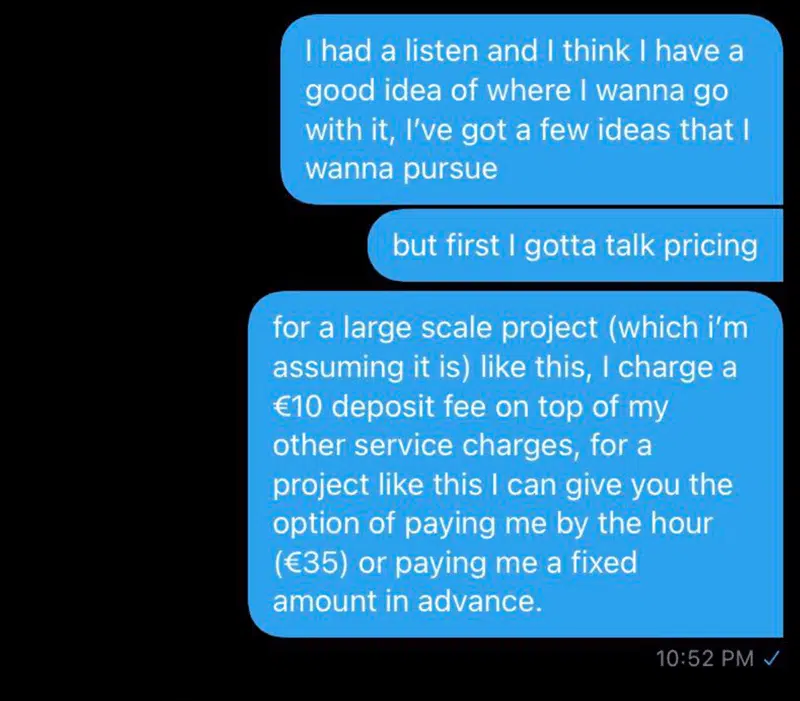 I had a listen and I think I have a
good idea of where I wanna go
with it, I’ve got a few ideas that I
wanna pursue
but first I gotta talk pricing
for a large scale project (which i’m
assuming it is) like this, I charge a
€10 deposit fee on top of my
other service charges, for a
project like this I can give you the
option of paying me by the hour
(€35) or paying me a fixed
amount in advance.
10:52 PM ✓